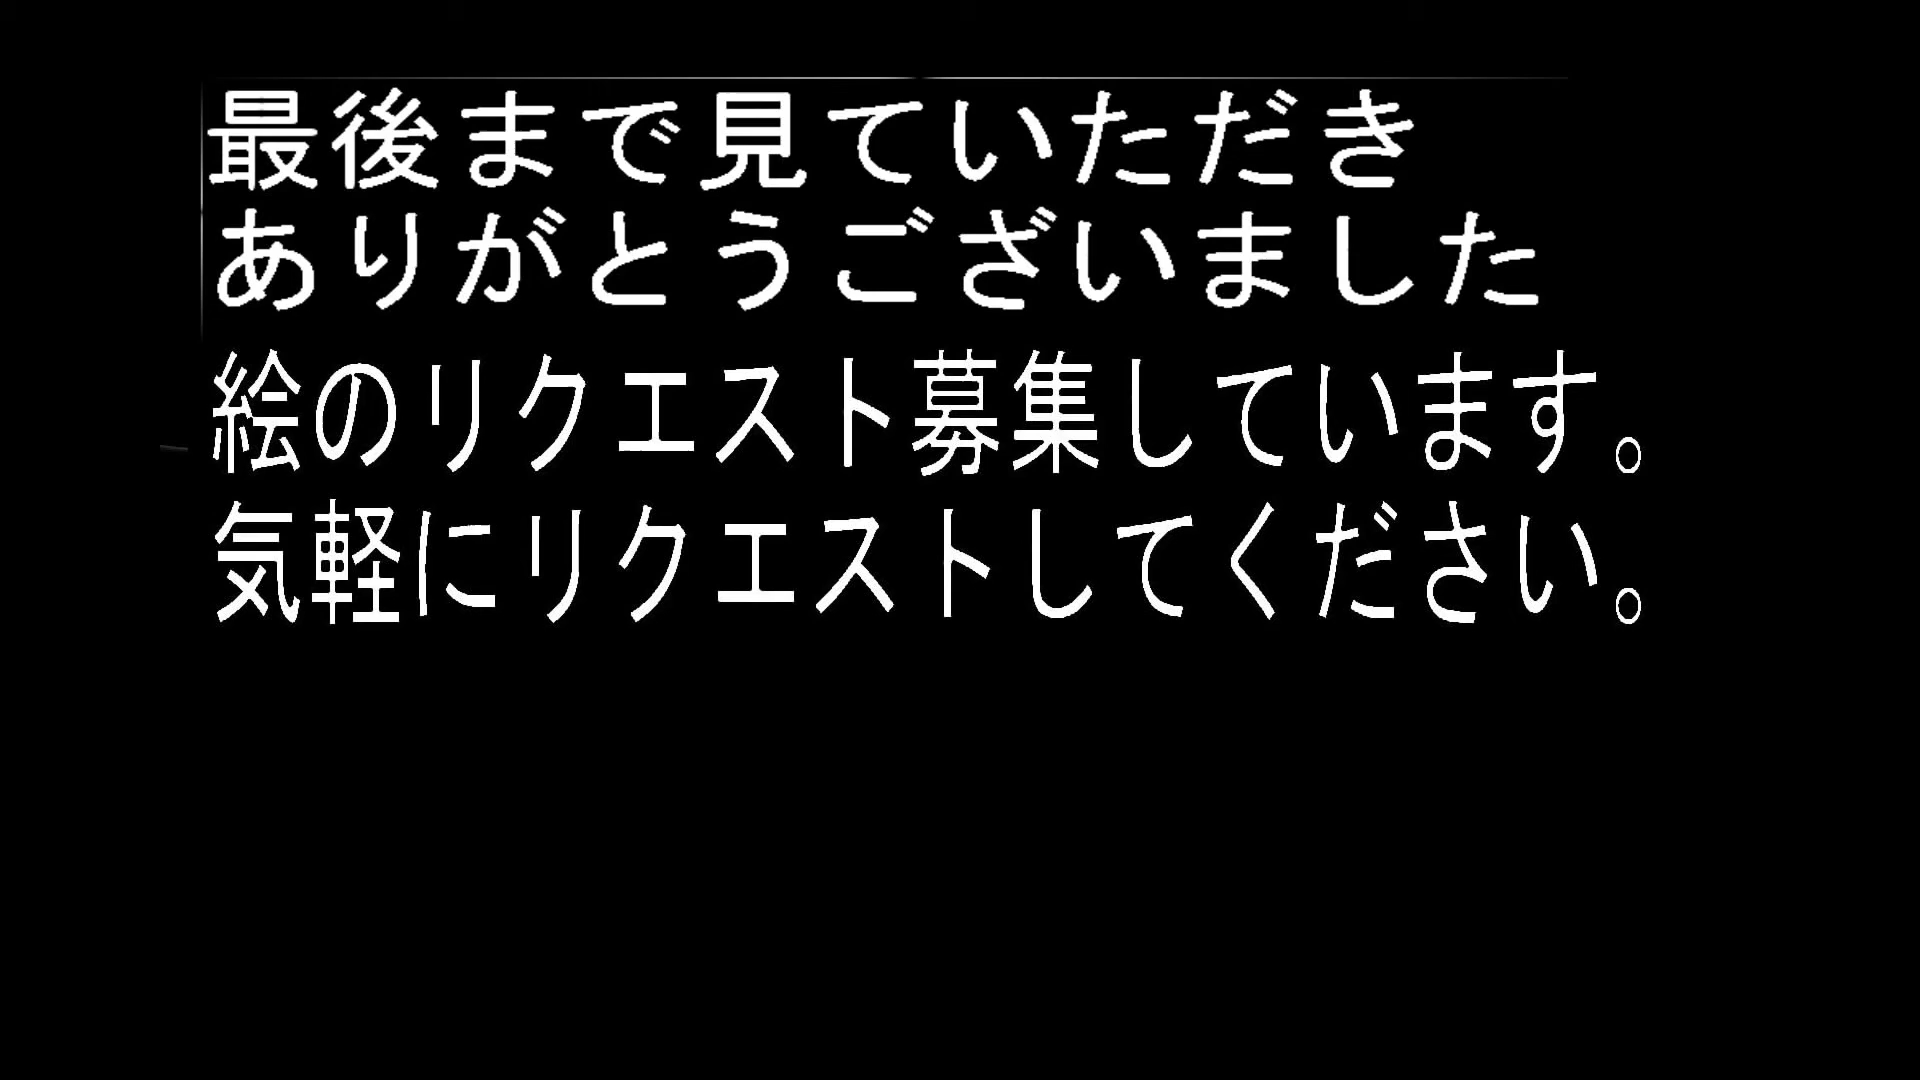 最後まで見ていただき
ありがとうございました
絵のリクエスト募集しています。
気軽にリクエストしてください。